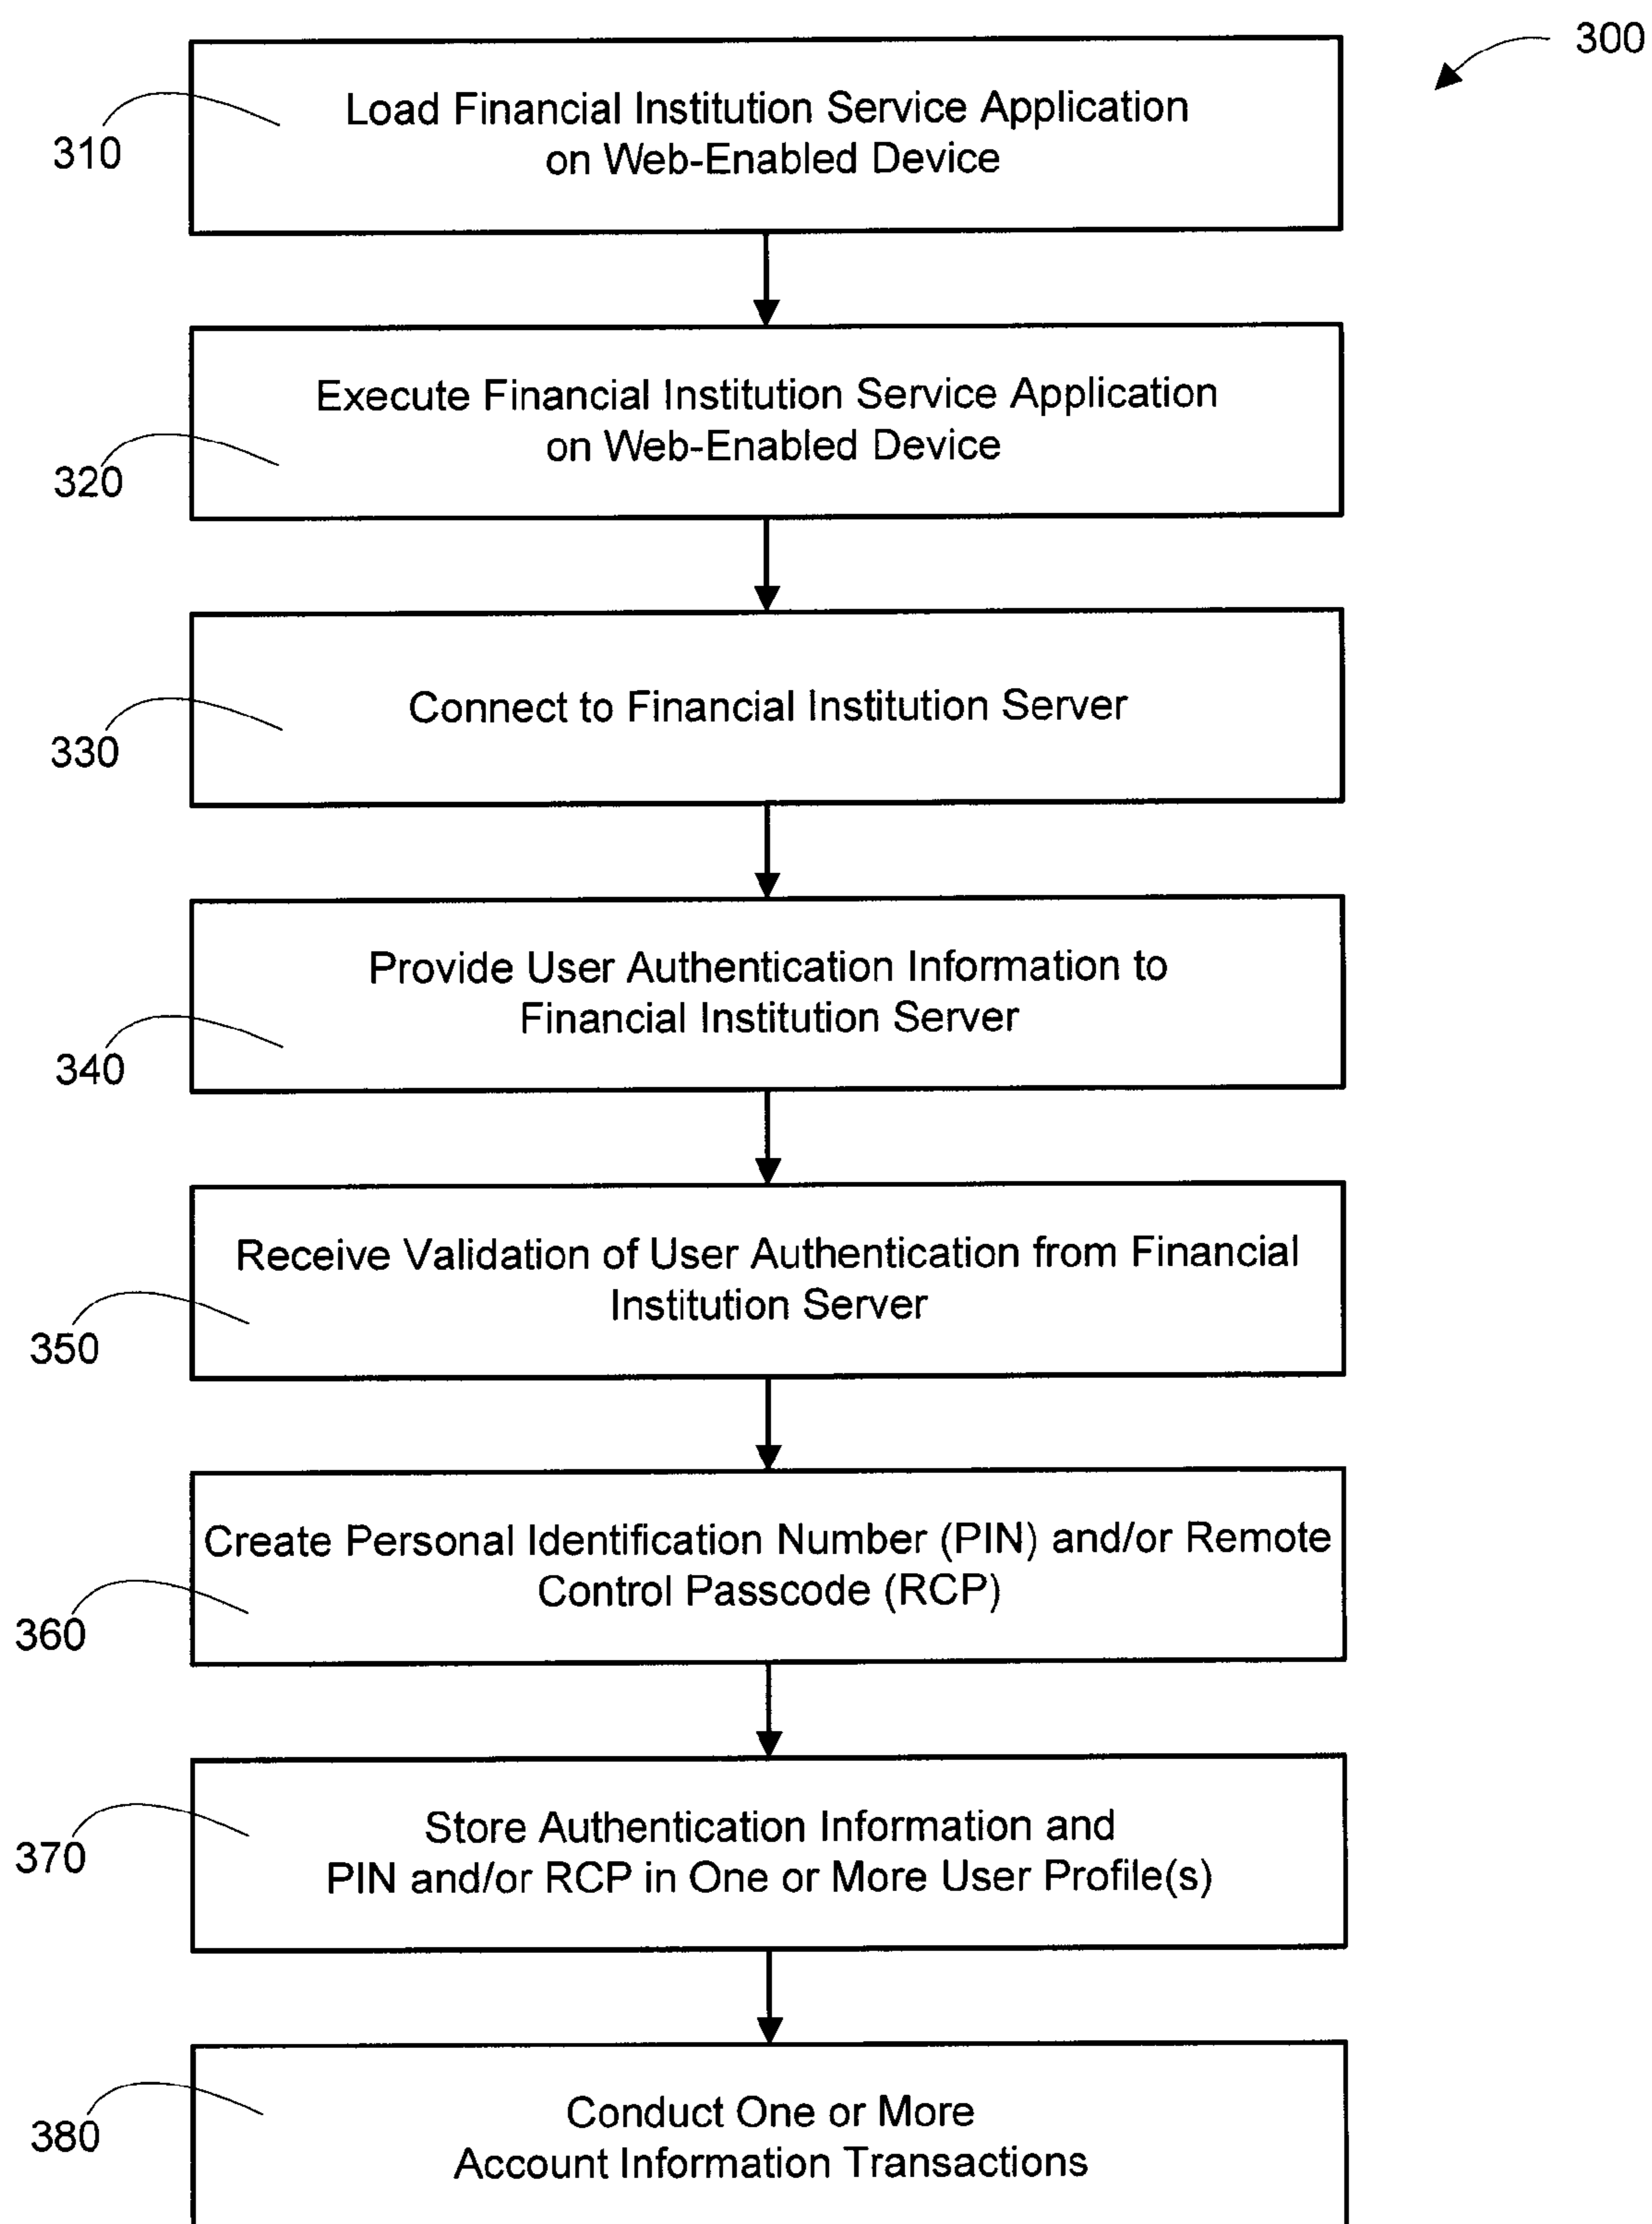 300
Load Financial Institution Service Application
on Web-Enabled Device
310
Execute Financial Institution Service Application
on Web-Enabled Device
320
Connect to Financial Institution Server
330
Provide User Authentication Information to
Financial Institution Server
340
Receive Validation of User Authentication from Financial
Institution Server
350
Create Personal Identification Number (PIN) and/or Remote
Control Passcode (RCP)
360
Store Authentication Information and
PIN and/or RCP in One or More User Profile(s)
370
Conduct One or More
Account Information Transactions
380